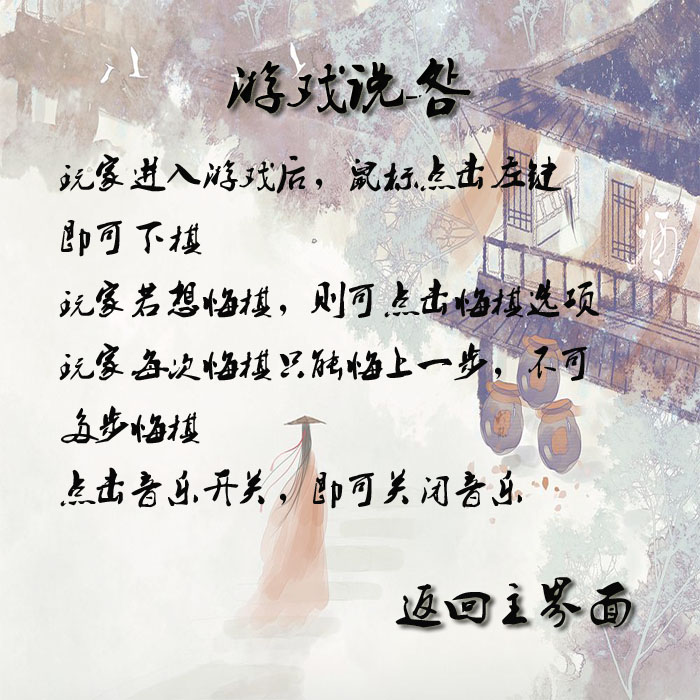 游戏说明
玩家进入游戏后，鼠标点击左键
即可下棋
玩家若想悔棋，则可点击悔棋选项
玩家每次悔棋只能悔上一步，不可
多步悔棋
点击音乐开关，即可关闭音乐
返回主界面
酒